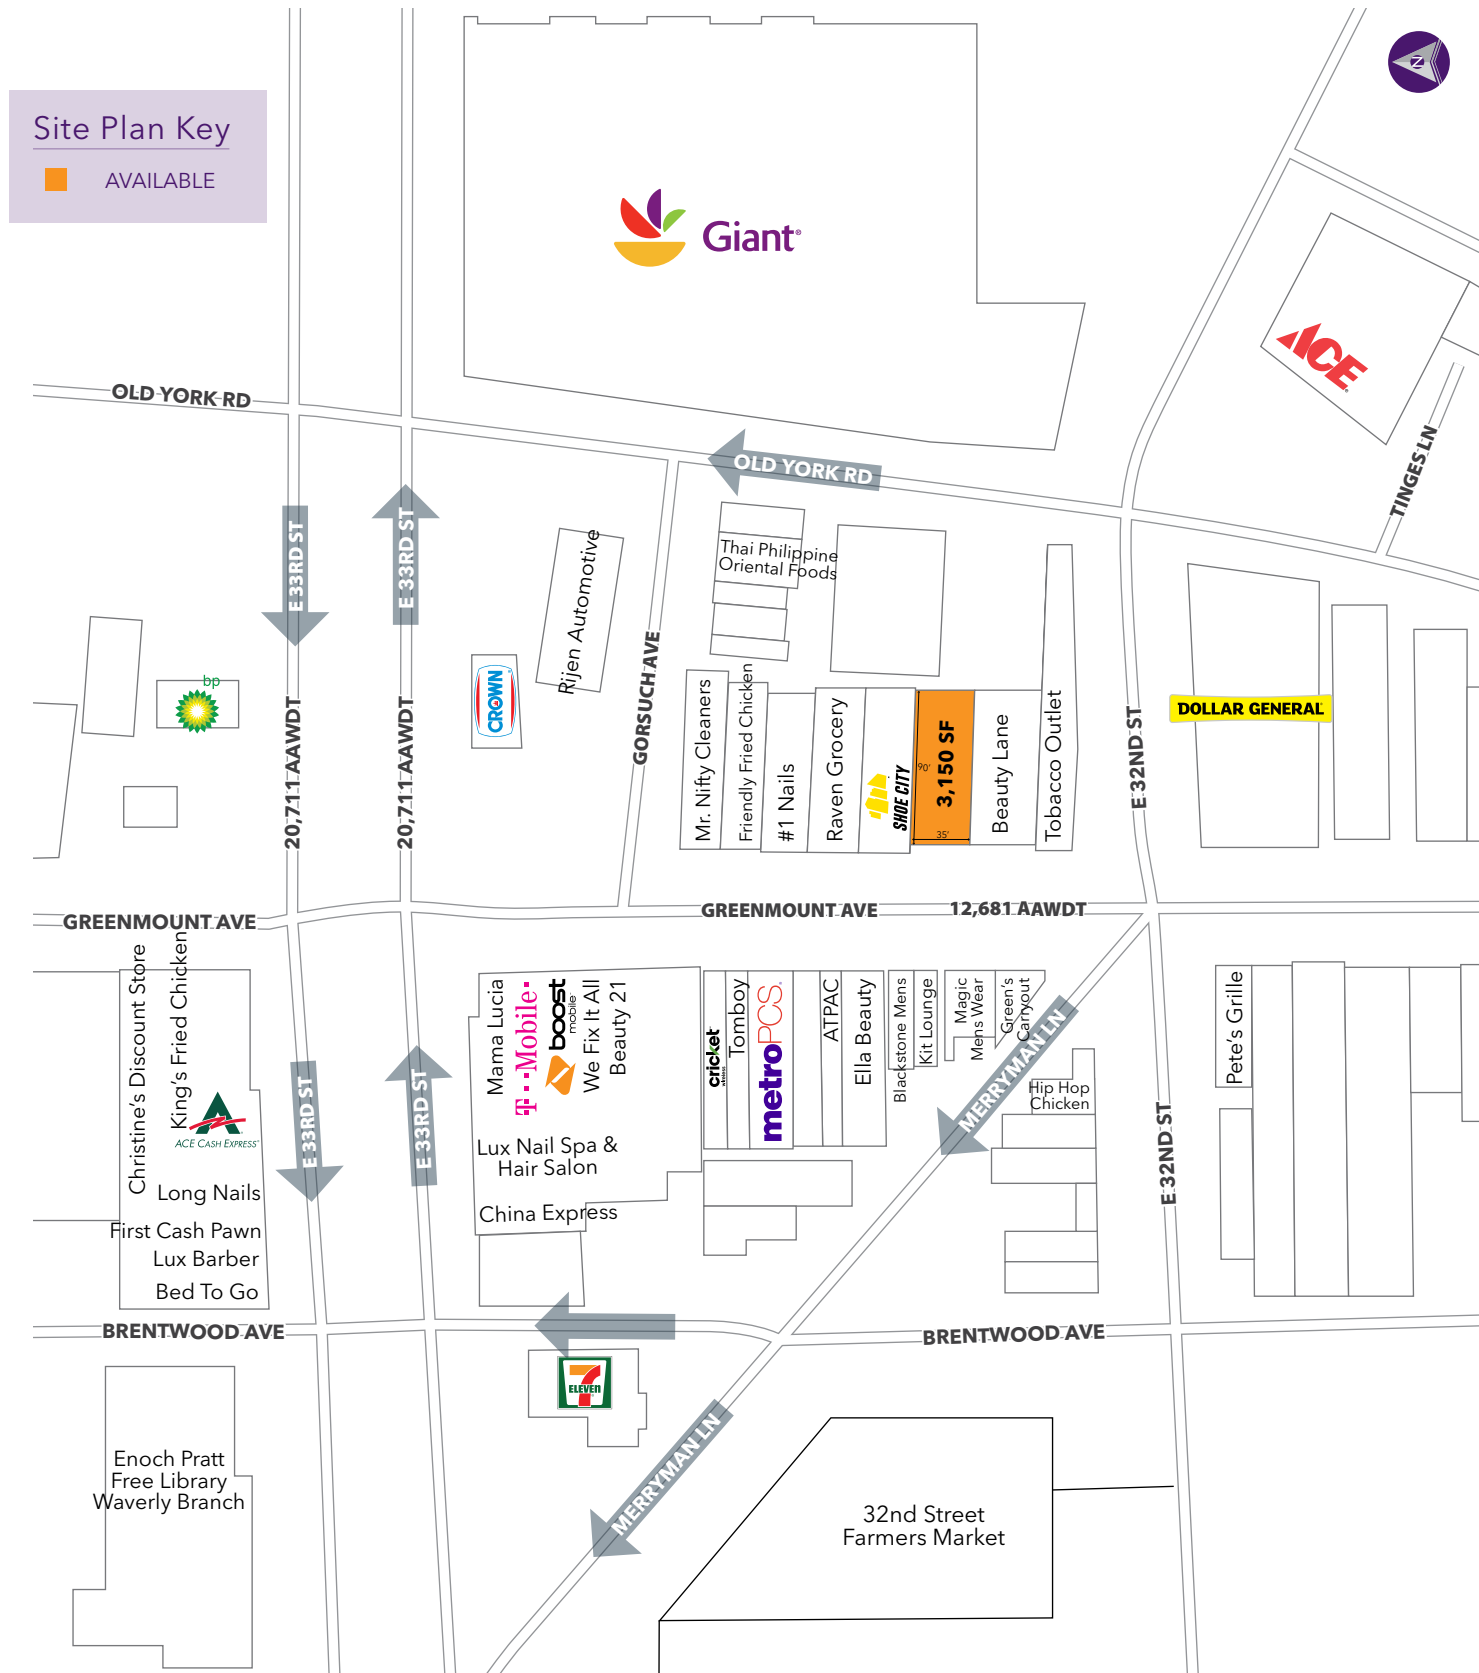 Site Plan Key
AVAILABLE
N
Giant
ACE
OLD YORK RD
OLD YORK RD
TINGES LN
E 33RD ST
E 33RD ST
Rijen Automotive
Thai Philippine
Oriental Foods
GORSUCH AVE
bp
CROWN
20,711 AAWDT
20,711 AAWDT
Mr. Nifty Cleaners
Friendly Fried Chicken
#1 Nails
Raven Grocery
SHOE CITY
90'
3,150 SF
35'
Beauty Lane
Tobacco Outlet
E 32ND ST
DOLLAR GENERAL
GREENMOUNT AVE
GREENMOUNT AVE
12,681 AAWDT
Christine's Discount Store
King's Fried Chicken
ACE CASH EXPRESS
Long Nails
First Cash Pawn
Lux Barber
Bed To Go
E 33RD ST
E 33RD ST
Mama Lucia
T··Mobile·
boost
mobile
We Fix It All
Beauty 21
Lux Nail Spa &
Hair Salon
China Express
cricket
wireless
Tomboy
metroPCS.
ATPAC
Ella Beauty
Blackstone Mens
Kit Lounge
Magic
Mens Wear
Green's
Carryout
MERRYMAN LN
Hip Hop
Chicken
E 32ND ST
Pete's Grille
BRENTWOOD AVE
BRENTWOOD AVE
7
ELEVEN
MERRYMAN LN
Enoch Pratt
Free Library
Waverly Branch
32nd Street
Farmers Market